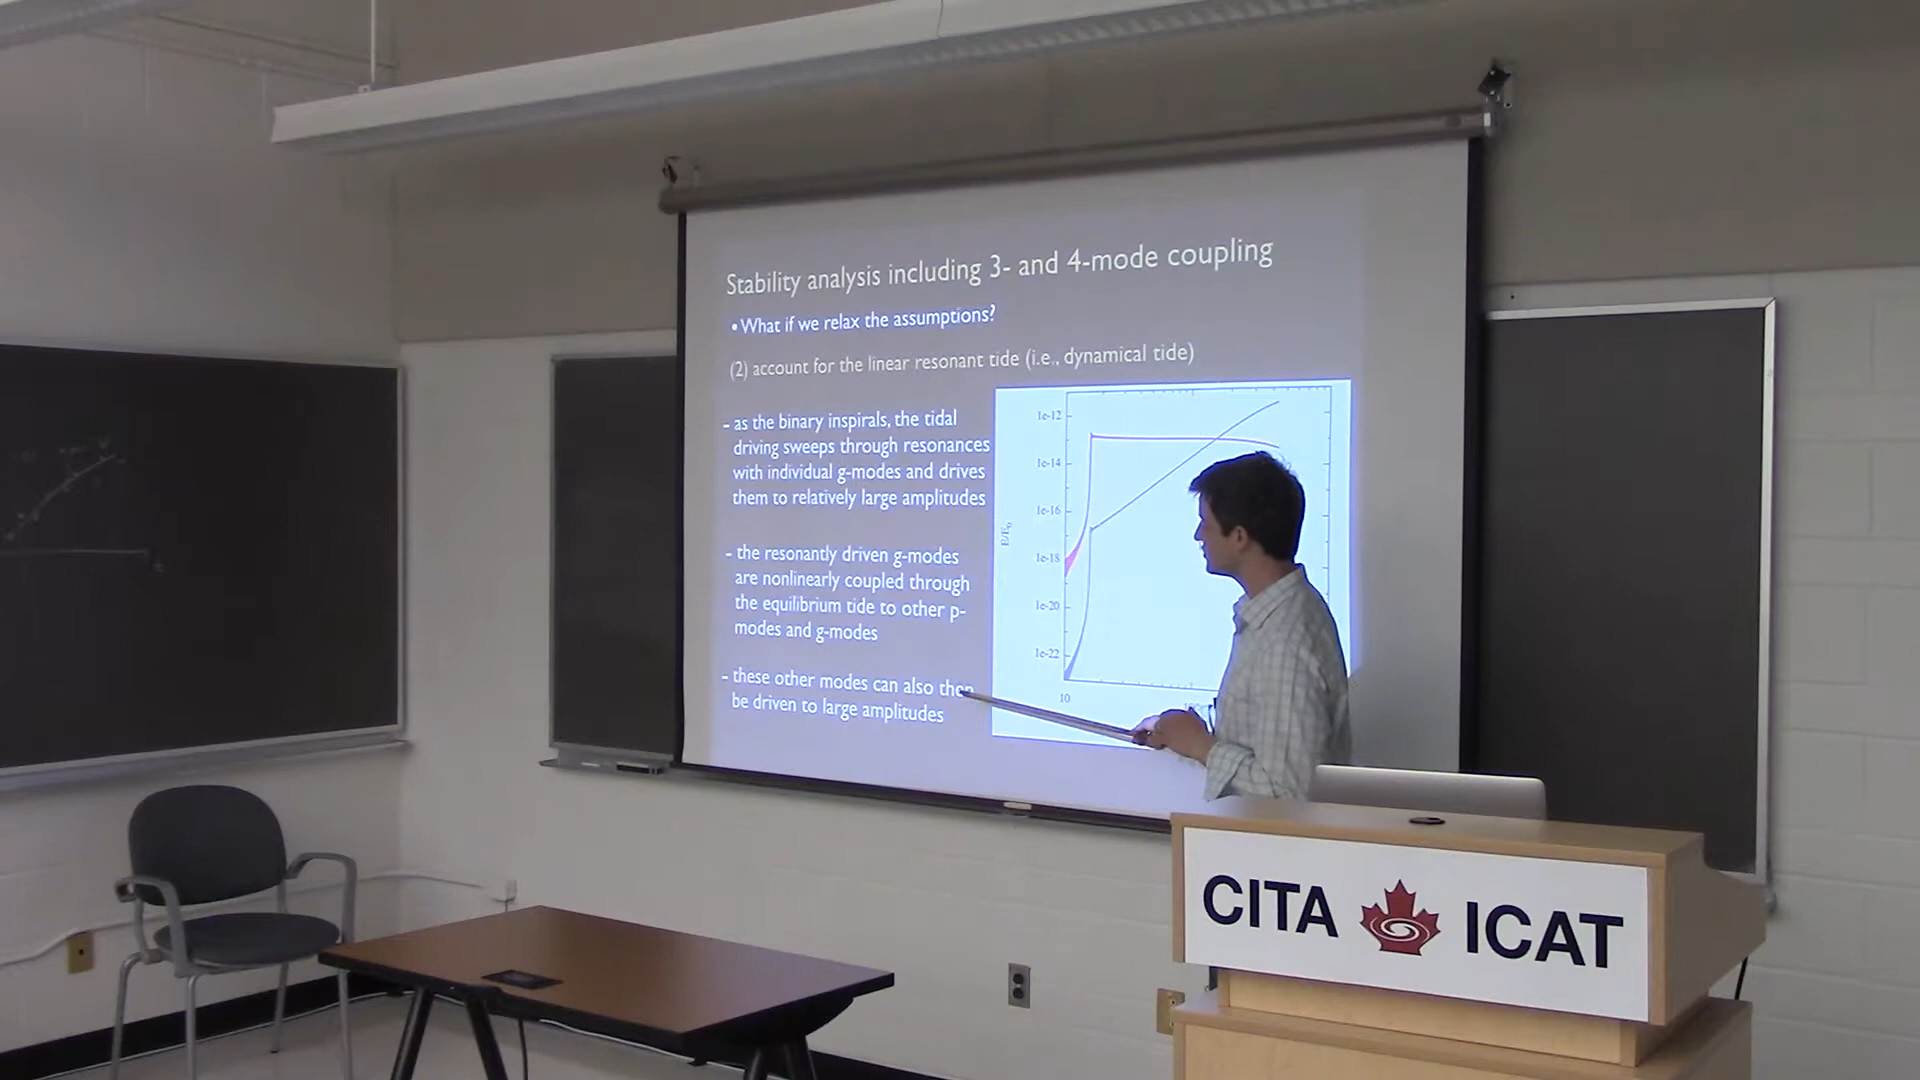 Stability analysis including 3- and 4-mode coupling
• What if we relax the assumptions?
(2) account for the linear resonant tide (i.e., dynamical tide)
- as the binary inspirals, the tidal
driving sweeps through resonances
with individual g-modes and drives
them to relatively large amplitudes
- the resonantly driven g-modes
are nonlinearly coupled through
the equilibrium tide to other p-
modes and g-modes
- these other modes can also then
be driven to large amplitudes
1e-12
1e-14
1e-16
1e-18
1e-20
1e-22
10
CITA ICAT